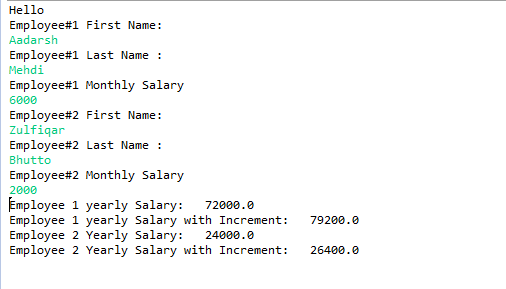 Hello
Employee#1 First Name:
Aadarsh
Employee#1 Last Name :
Mehdi
Employee#1 Monthly Salary
6000
Employee#2 First Name:
Zulfiqar
Employee#2 Last Name :
Bhutto
Employee#2 Monthly Salary
2000
Employee 1 yearly Salary:   72000.0
Employee 1 yearly Salary with Increment:   79200.0
Employee 2 Yearly Salary:   24000.0
Employee 2 Yearly Salary with Increment:   26400.0